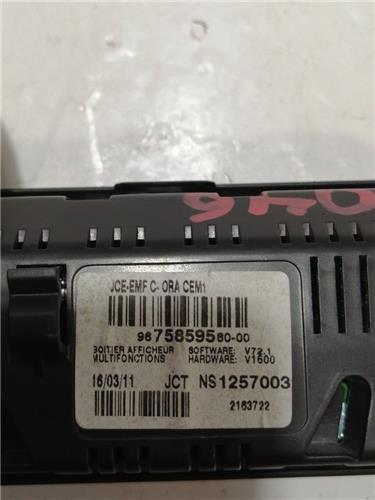 JCE-EMF C- ORA CEM1
9675859580-00
BOITIER AFFICHEUR SOFTWARE: V72.1
MULTIFONCTIONS HARDWARE: V1600
16/03/11 JCT NS1257003
2163722